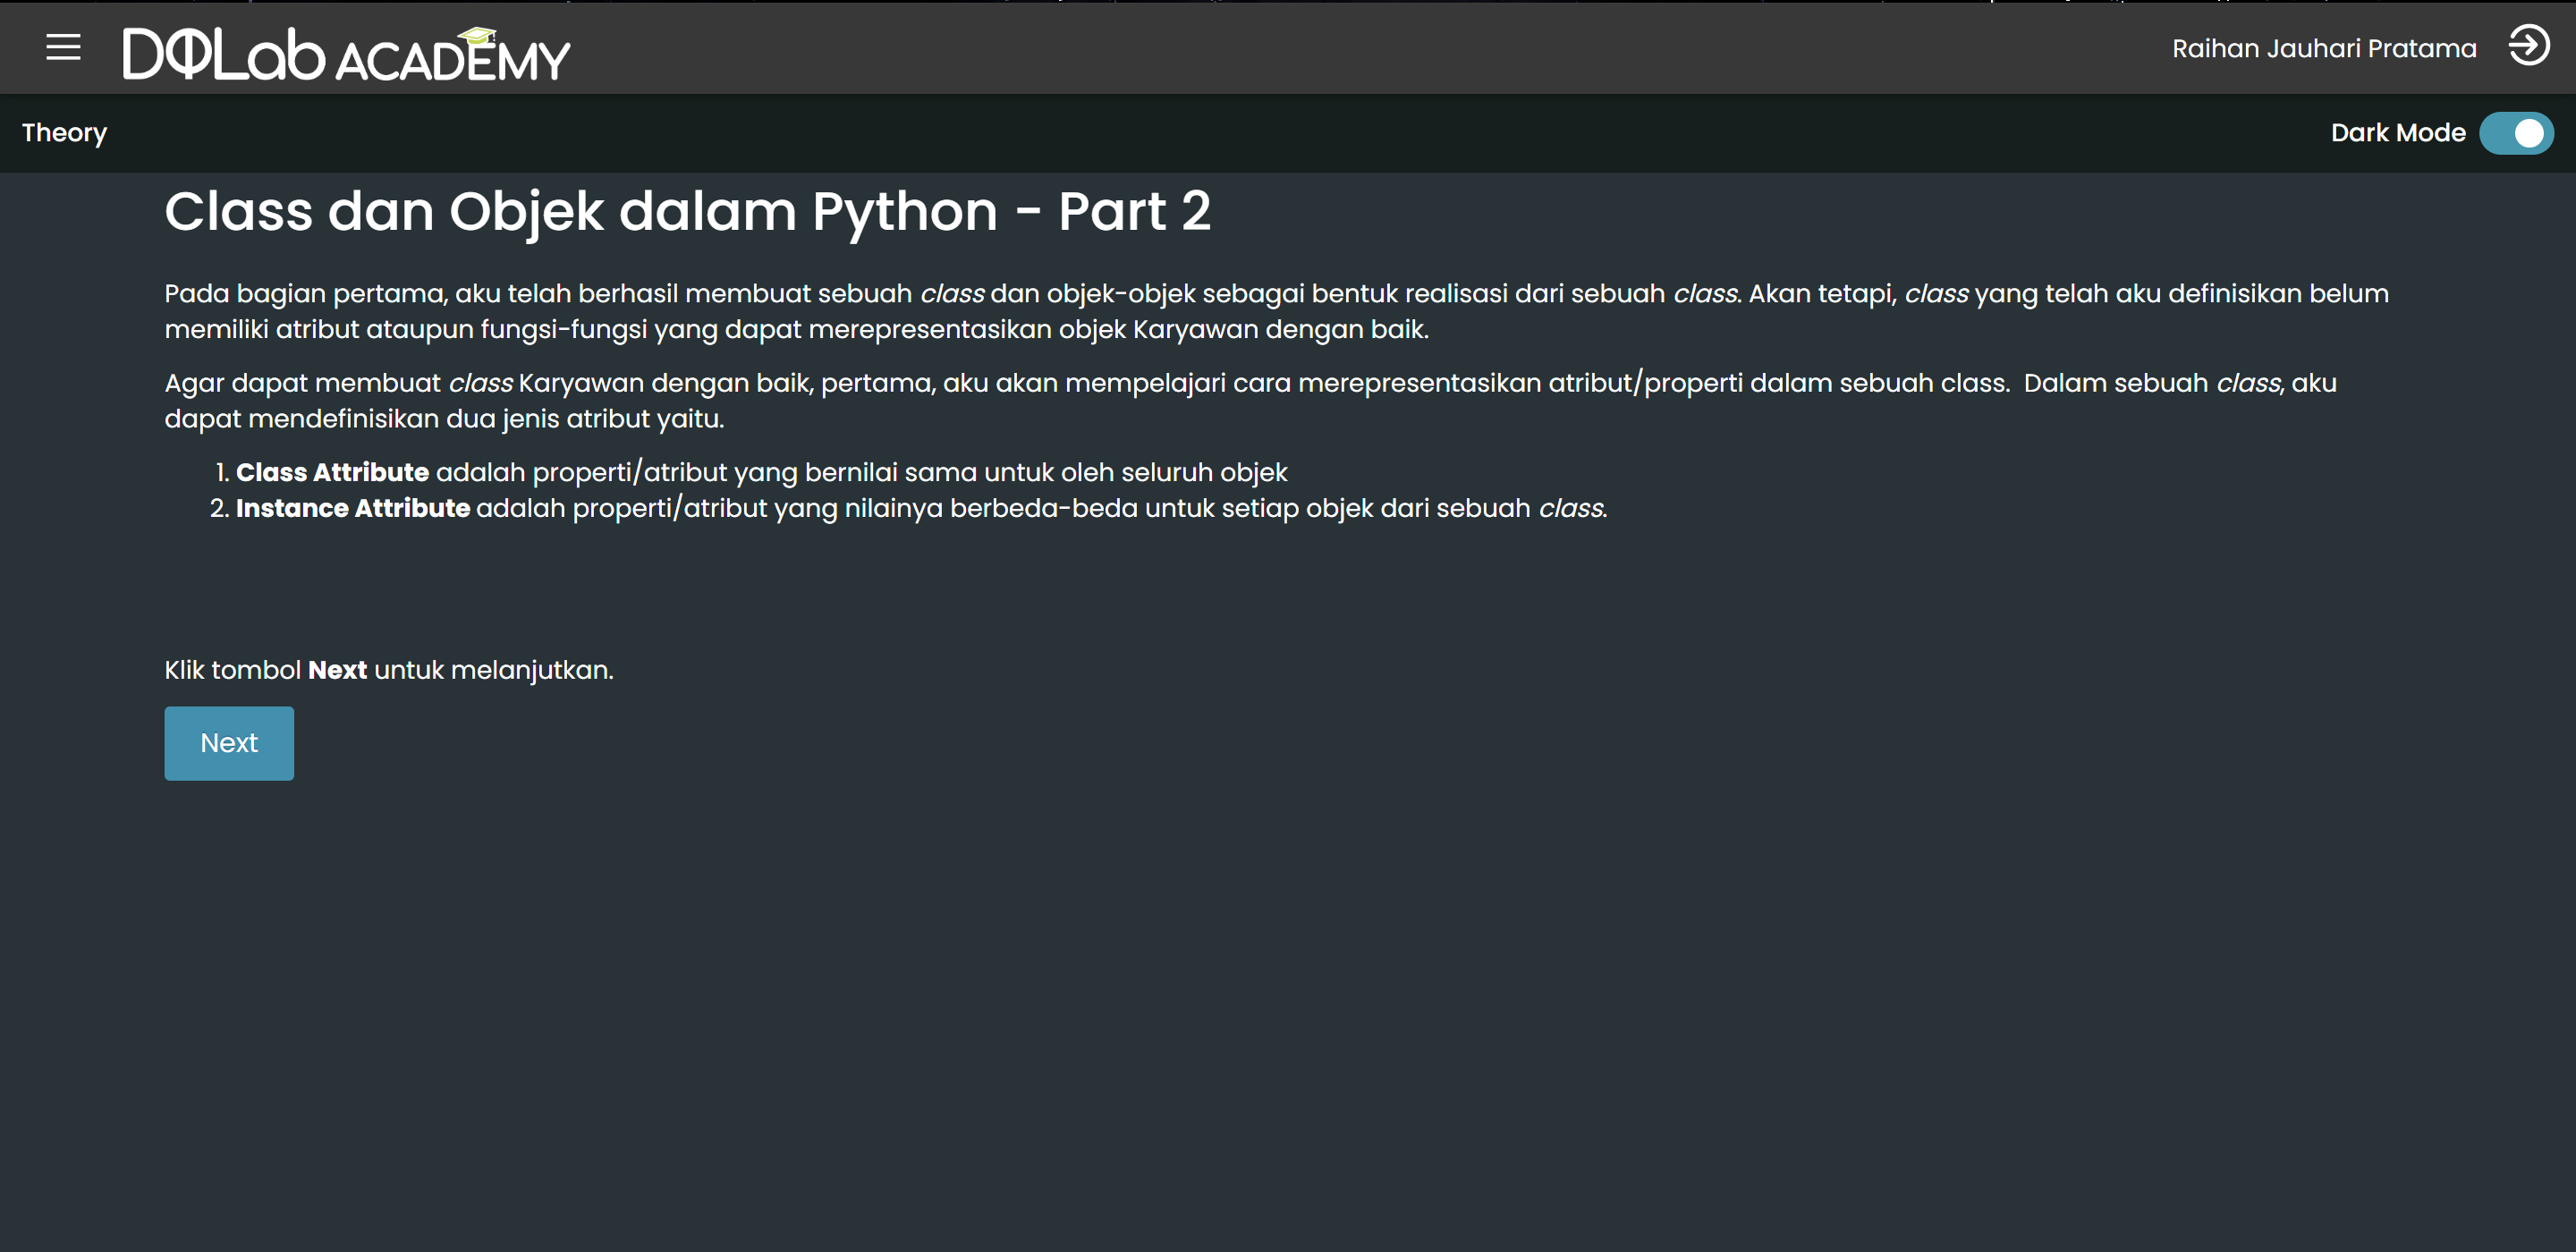 DQLab ACADEMY
Raihan Jauhari Pratama
Theory
Dark Mode
Class dan Objek dalam Python - Part 2
Pada bagian pertama, aku telah berhasil membuat sebuah class dan objek-objek sebagai bentuk realisasi dari sebuah class. Akan tetapi, class yang telah aku definisikan belum
memiliki atribut ataupun fungsi-fungsi yang dapat merepresentasikan objek Karyawan dengan baik.
Agar dapat membuat class Karyawan dengan baik, pertama, aku akan mempelajari cara merepresentasikan atribut/properti dalam sebuah class. Dalam sebuah class, aku
dapat mendefinisikan dua jenis atribut yaitu.
1. Class Attribute adalah properti/atribut yang bernilai sama untuk oleh seluruh objek
2. Instance Attribute adalah properti/atribut yang nilainya berbeda-beda untuk setiap objek dari sebuah class.
Klik tombol Next untuk melanjutkan.
Next